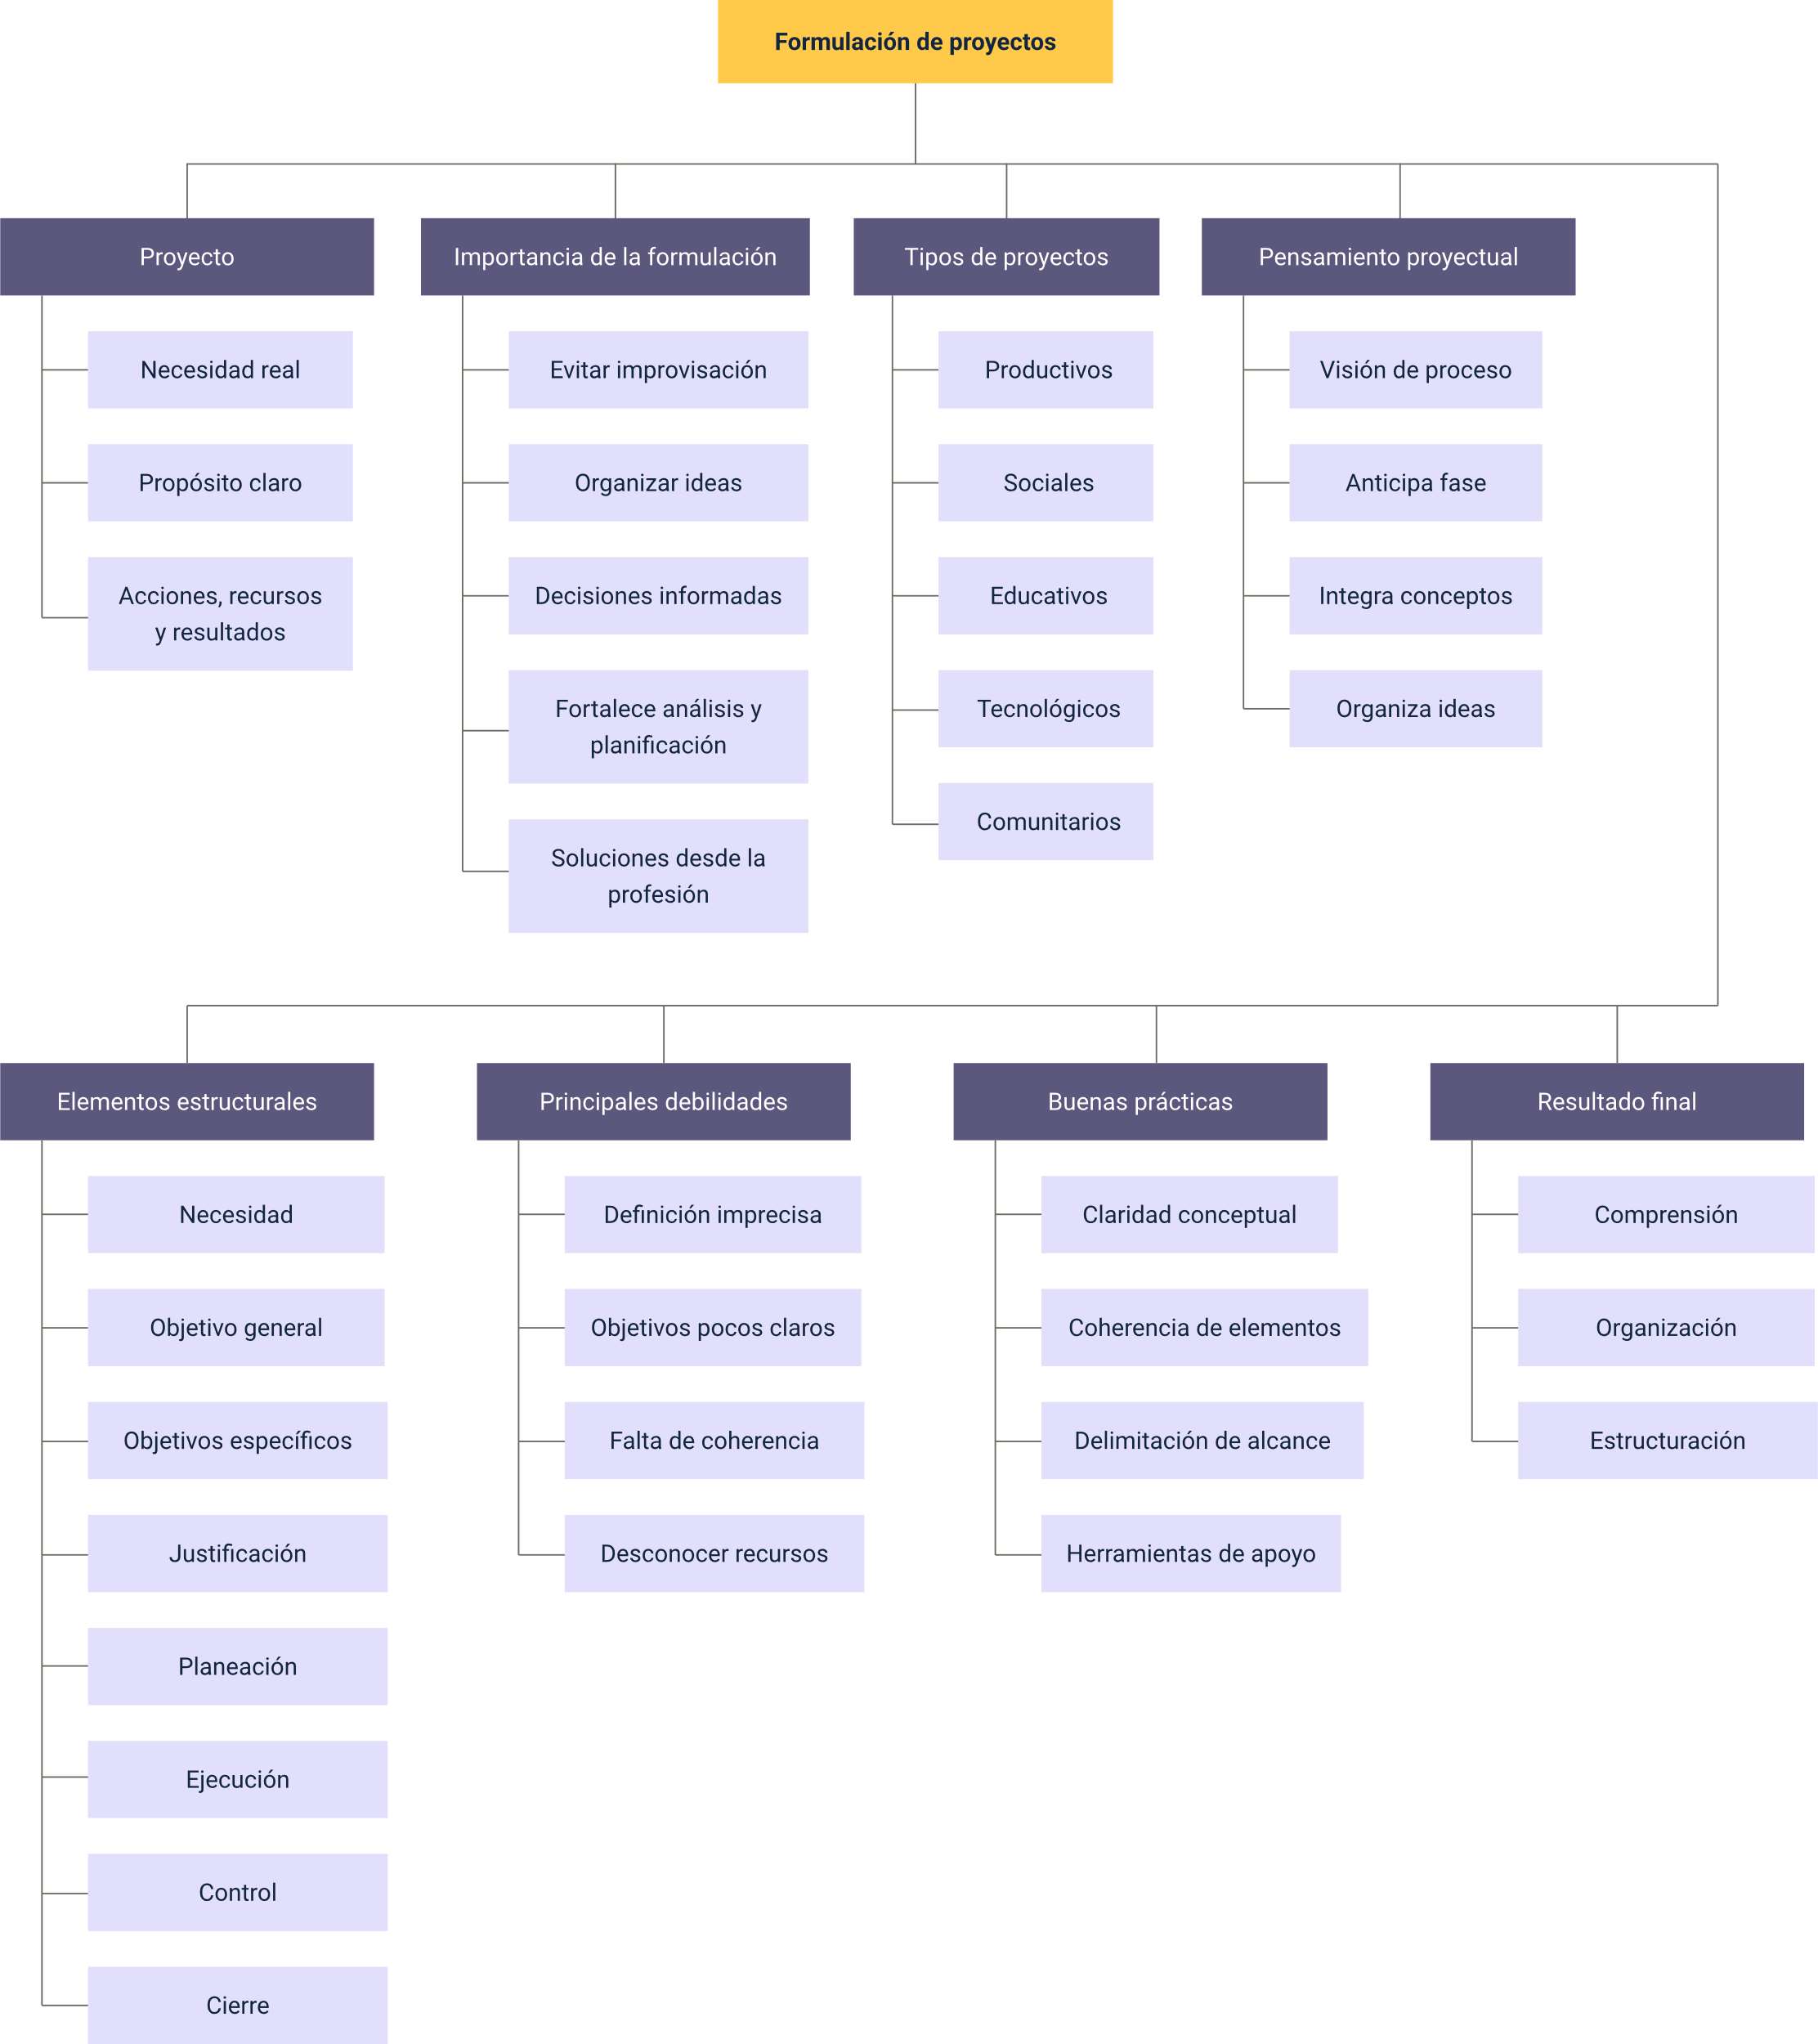 Formulación de proyectos
Proyecto
Necesidad real
Propósito claro
Acciones, recursos
y resultados
Importancia de la formulación
Evitar improvisación
Organizar ideas
Decisiones informadas
Fortalece análisis y
planificación
Soluciones desde la
profesión
Tipos de proyectos
Productivos
Sociales
Educativos
Tecnológicos
Comunitarios
Pensamiento proyectual
Visión de proceso
Anticipa fase
Integra conceptos
Organiza ideas
Elementos estructurales
Necesidad
Objetivo general
Objetivos específicos
Justificación
Planeación
Ejecución
Control
Cierre
Principales debilidades
Definición imprecisa
Objetivos pocos claros
Falta de coherencia
Desconocer recursos
Buenas prácticas
Claridad conceptual
Coherencia de elementos
Delimitación de alcance
Herramientas de apoyo
Resultado final
Comprensión
Organización
Estructuración